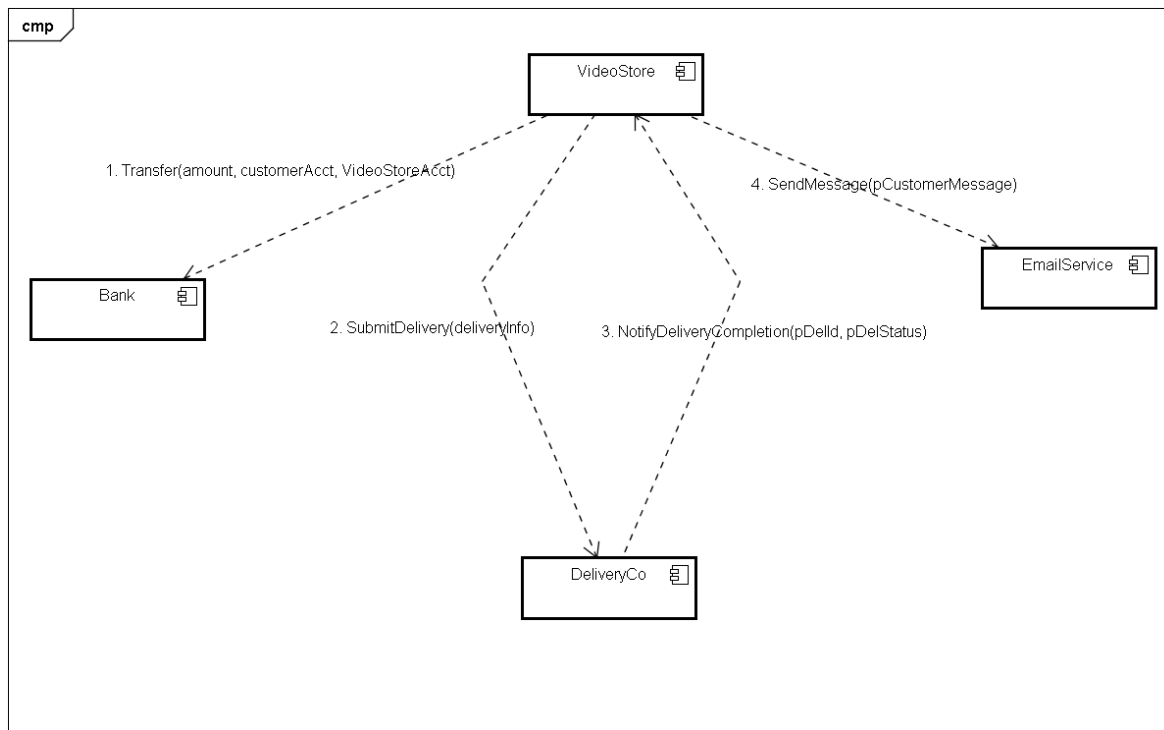 cmp
VideoStore
1. Transfer(amount, customerAcct, VideoStoreAcct)
4. SendMessage(pCustomerMessage)
EmailService
Bank
2. SubmitDelivery(deliveryInfo)
3. NotifyDeliveryCompletion(pDelId, pDelStatus)
DeliveryCo